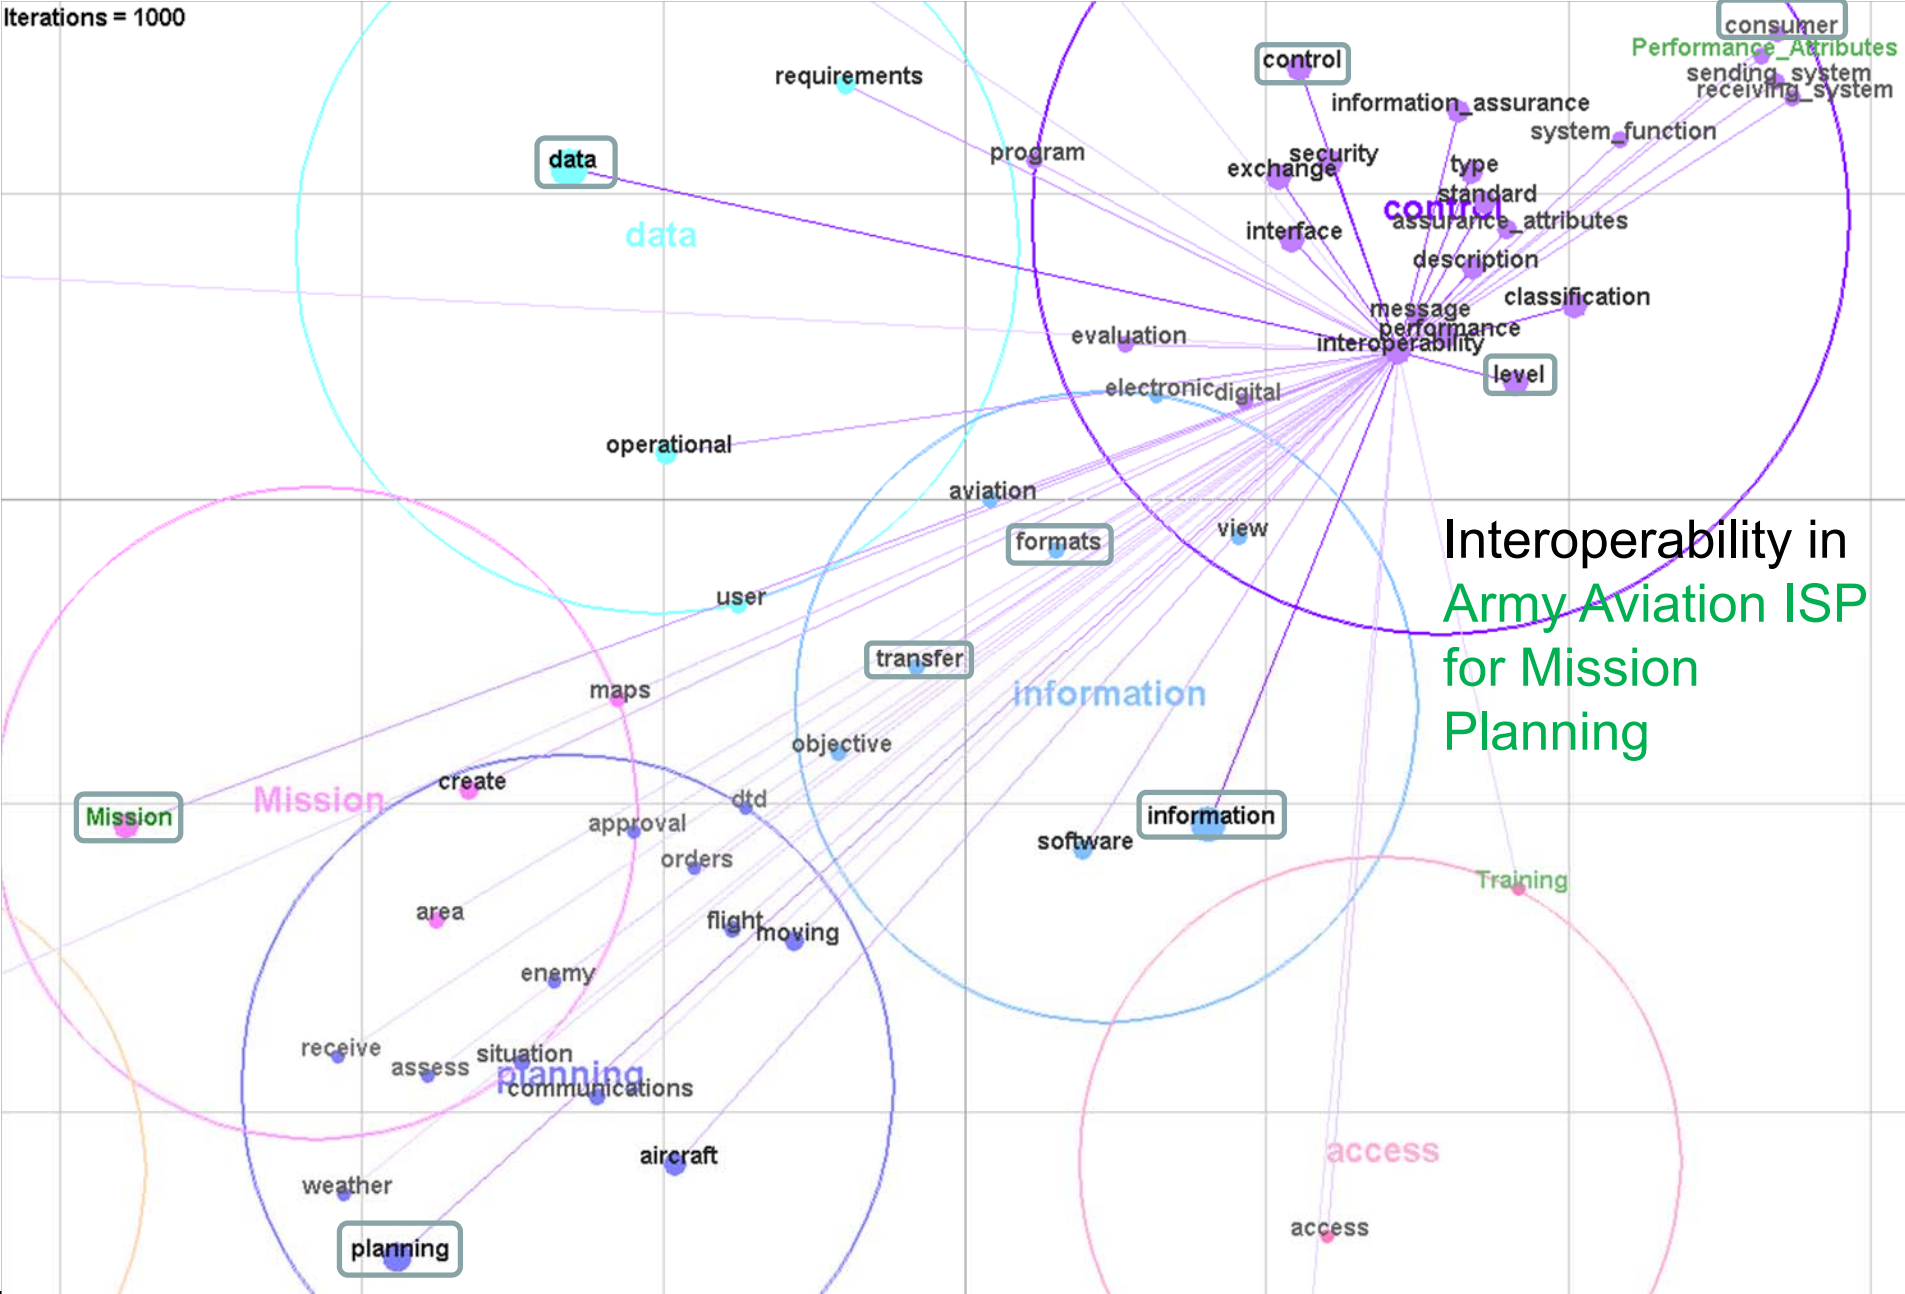 Iterations = 1000
consumer
Performance_Attributes
control
requirements
sending_system
receiving_system
information_assurance
system_function
program
security
data
exchange
type
standard
control
assurance_attributes
interface
data
description
classification
message
performance
evaluation
interoperability
level
electronic
digital
operational
aviation
view
formats
Interoperability in
Army Aviation ISP
for Mission
Planning
user
transfer
maps
information
objective
create
Mission
dtd
Mission
approval
information
software
orders
Training
area
flight
moving
enemy
receive
situation
assess
planning
communications
aircraft
access
weather
access
planning